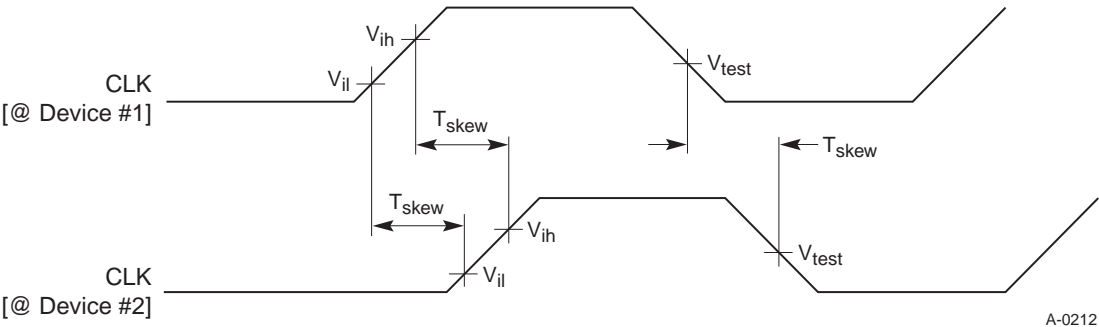 V_ih
V_il
V_test
CLK
[@ Device #1]
T_skew
T_skew
T_skew
V_ih
V_il
V_test
CLK
[@ Device #2]
A-0212